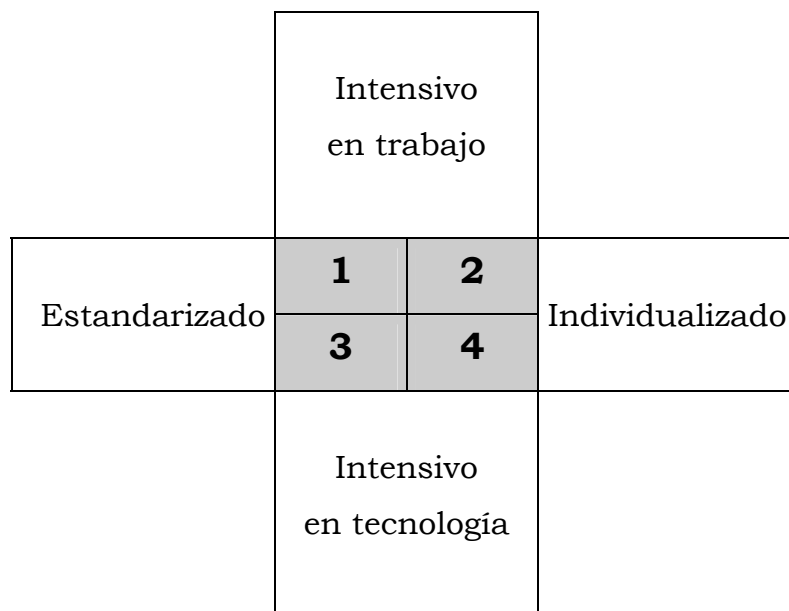 Intensivo
en trabajo
1 2
Estandarizado Individualizado
3 4
Intensivo
en tecnología